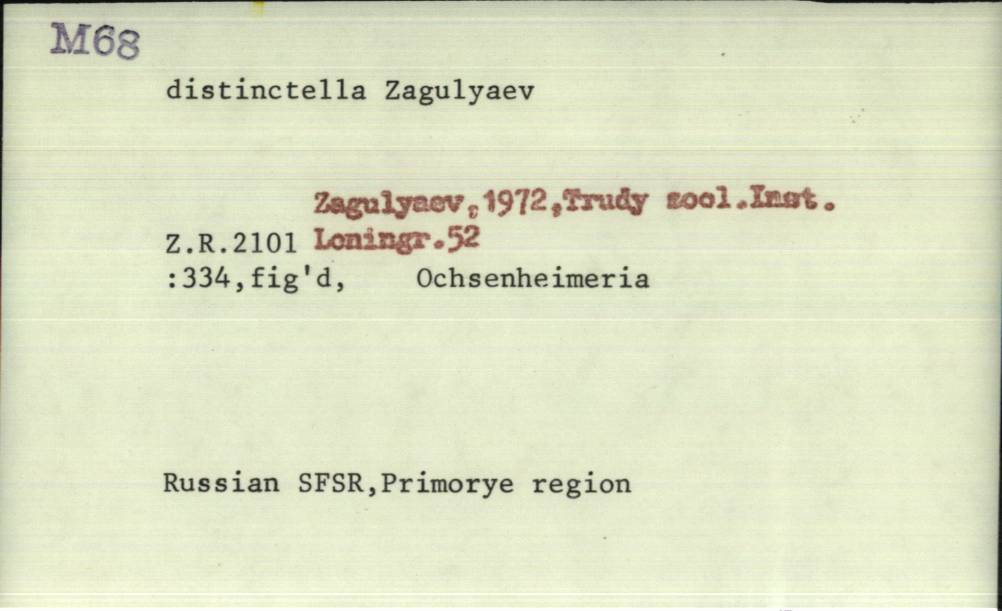 M68
distinctella Zagulyaev
Zagulyaev,1972,Trudy zool.Inst.
Z.R.2101 Leningr.52
:334,fig'd, Ochsenheimeria
Russian SFSR,Primorye region